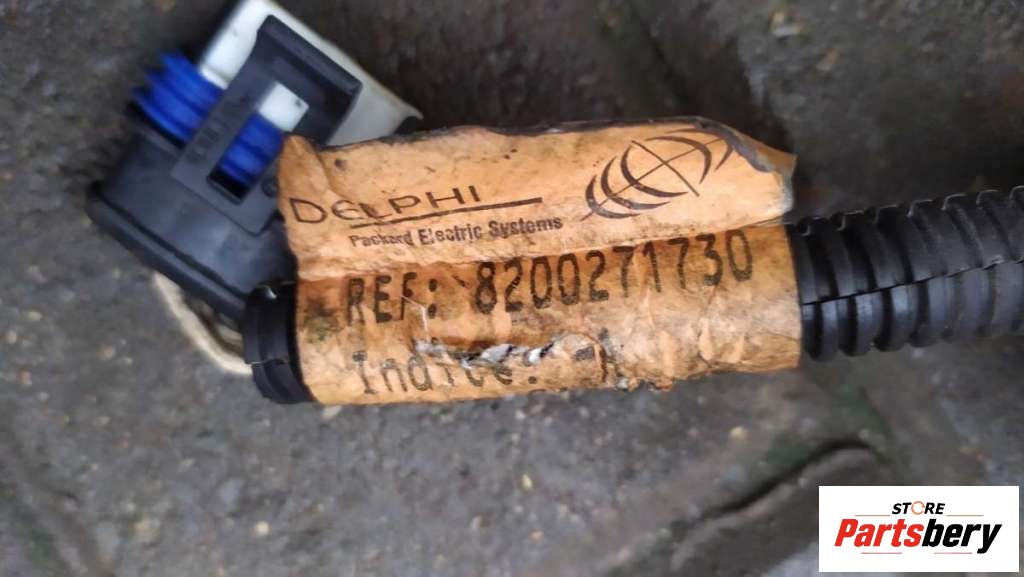 DELPHI
Packard Electric Systems
REF: 8200271730
Indice:
STORE
Partsbery